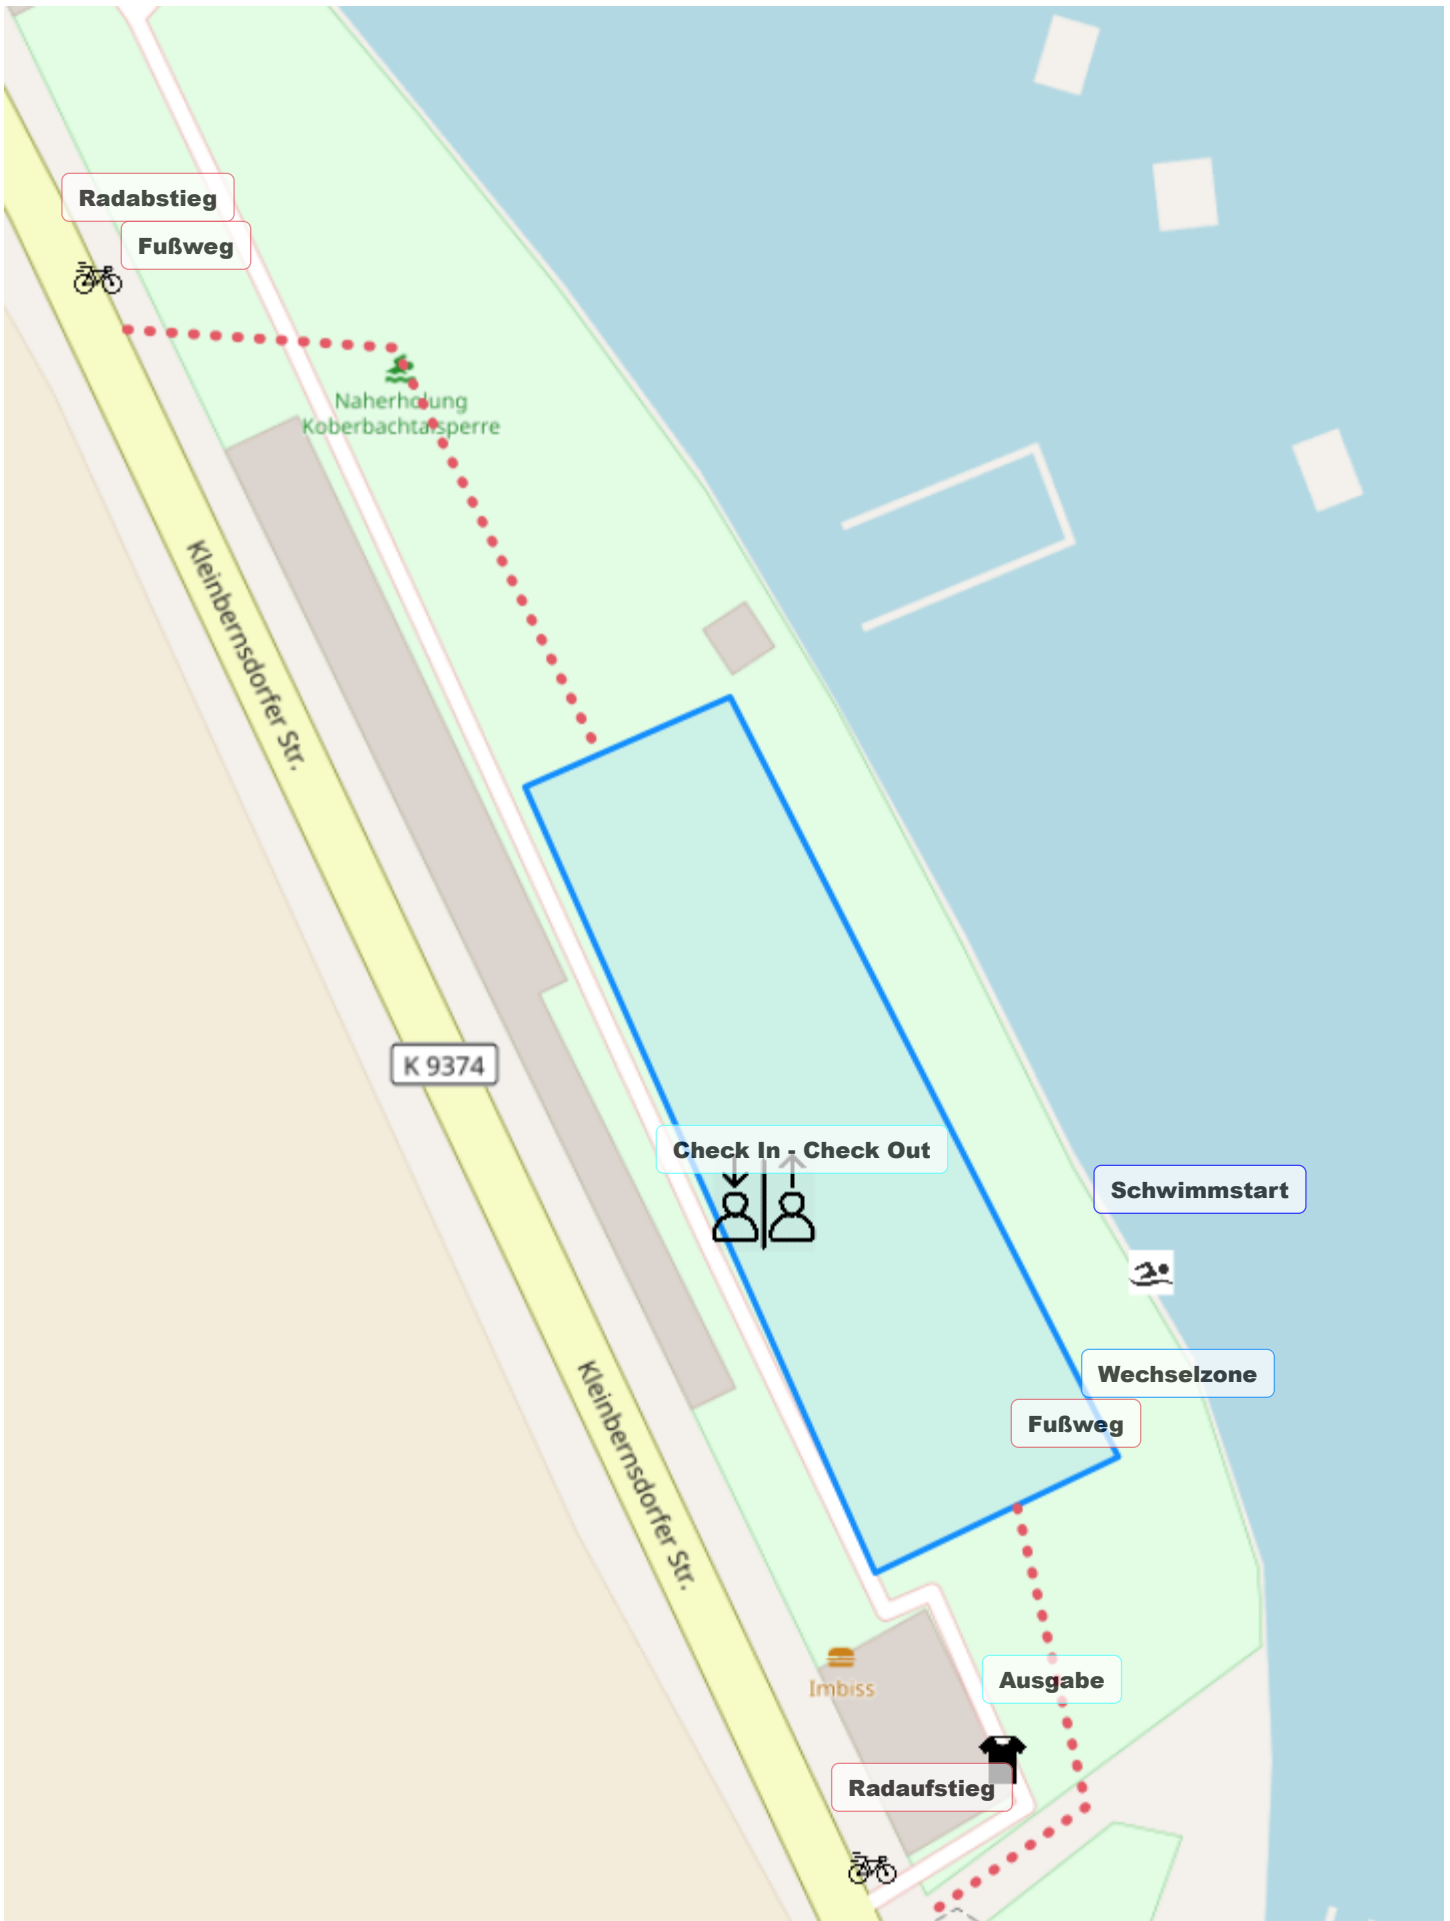 Radabstieg
Fußweg
Naherholung
Koberbachtalsperre
Kleinbernsdorfer Str.
K 9374
Check In - Check Out
Schwimmstart
Wechselzone
Fußweg
Kleinbernsdorfer Str.
Imbiss
Ausgabe
Radaufstieg